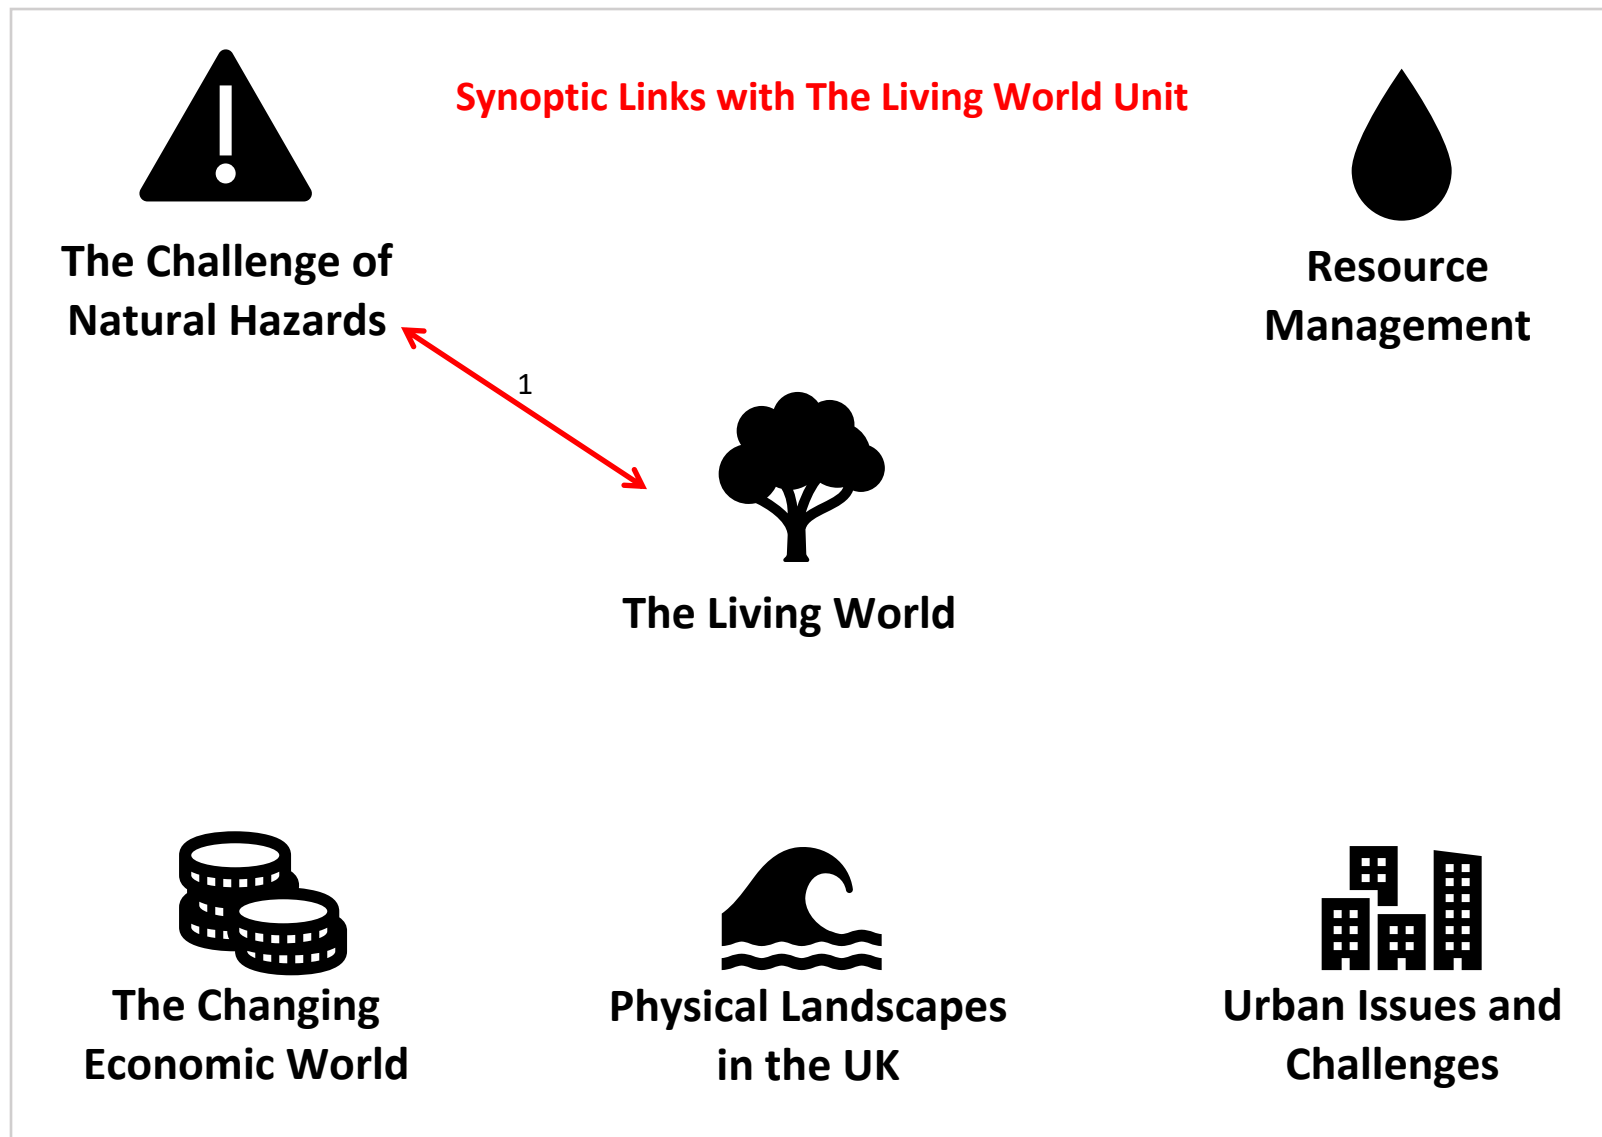 Synoptic Links with The Living World Unit
The Challenge of
Natural Hazards
Resource
Management
1
The Living World
The Changing
Economic World
Physical Landscapes
in the UK
Urban Issues and
Challenges